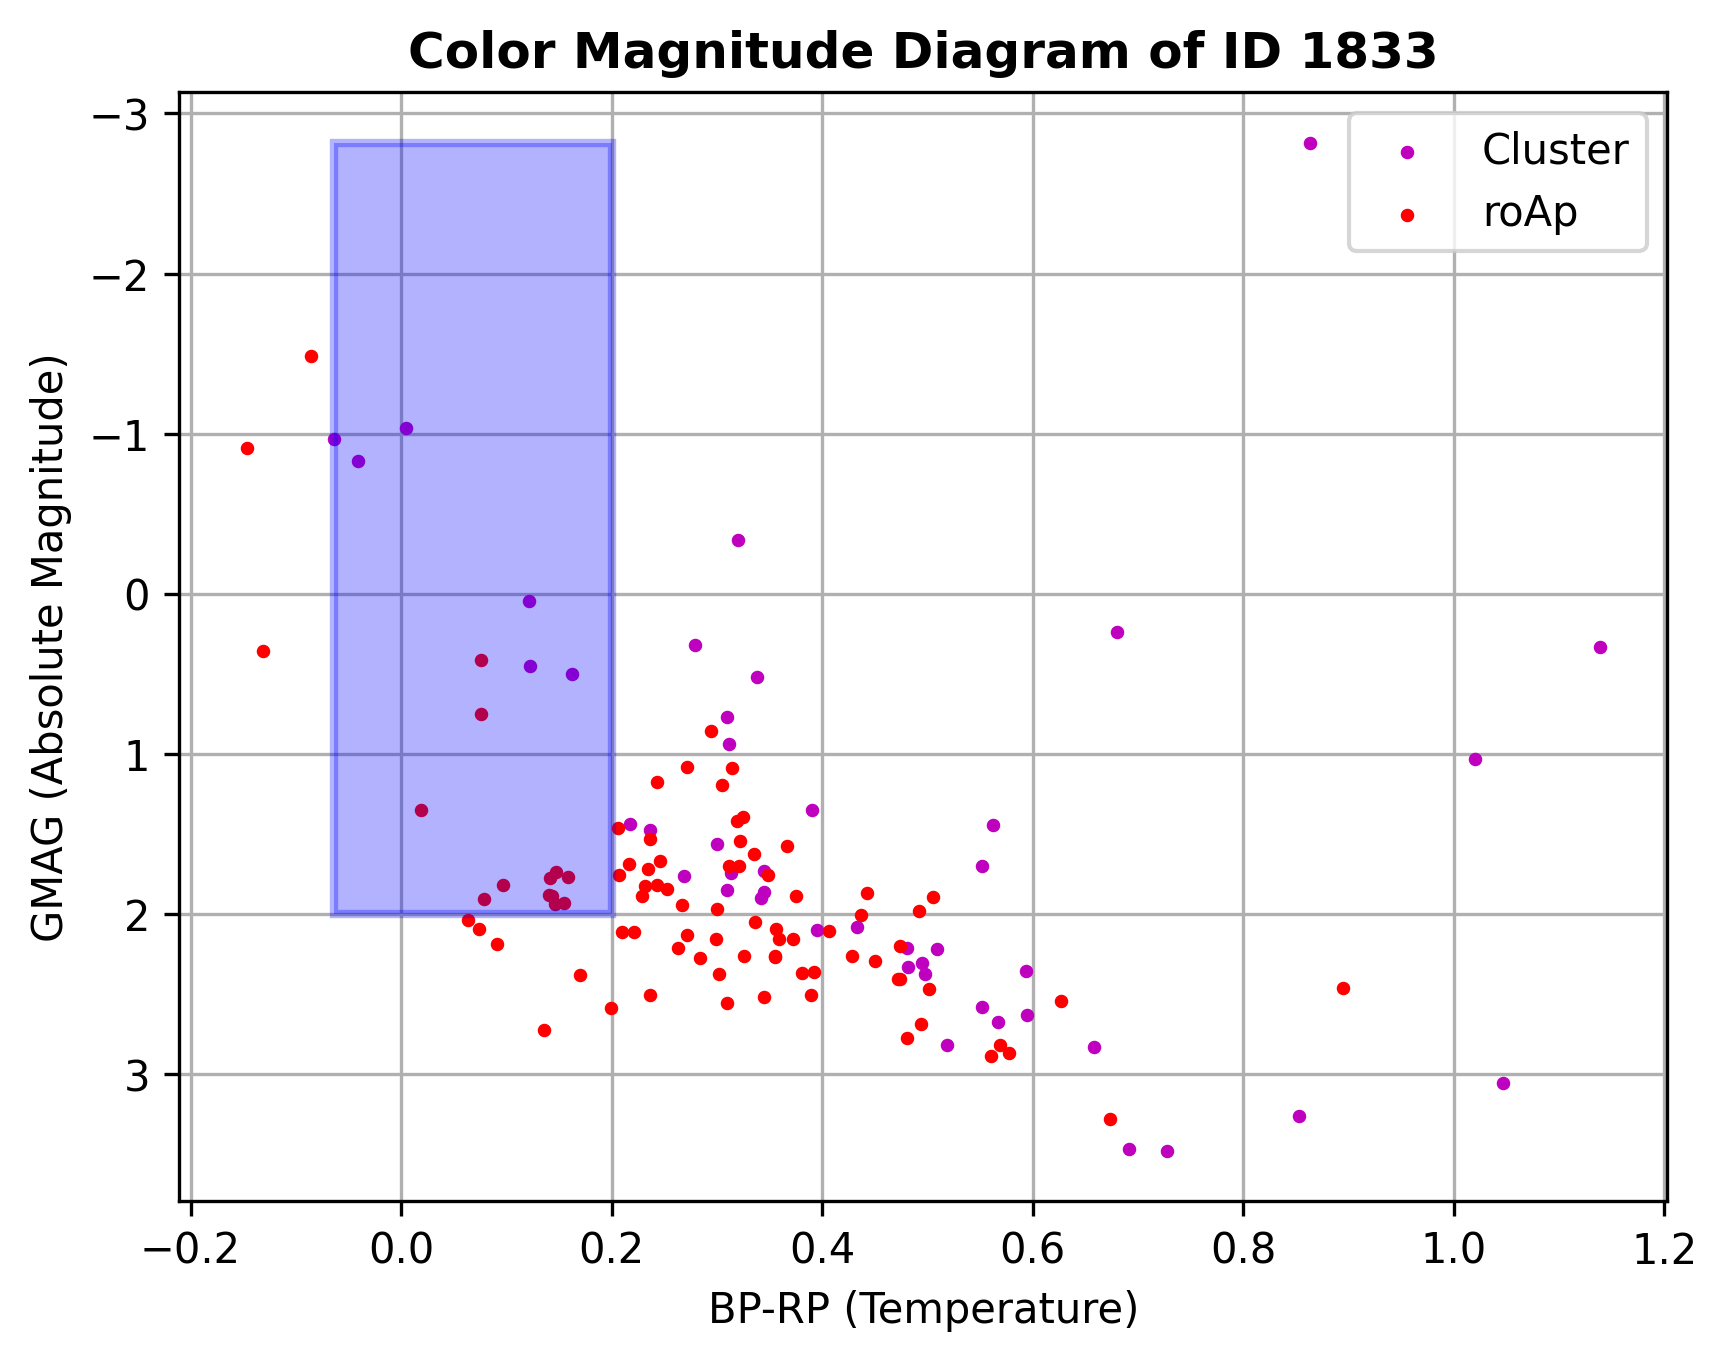 Color Magnitude Diagram of ID 1833
−3
−2
−1
0
1
2
3
GMAG (Absolute Magnitude)
Cluster
roAp
−0.2 0.0 0.2 0.4 0.6 0.8 1.0 1.2
BP-RP (Temperature)